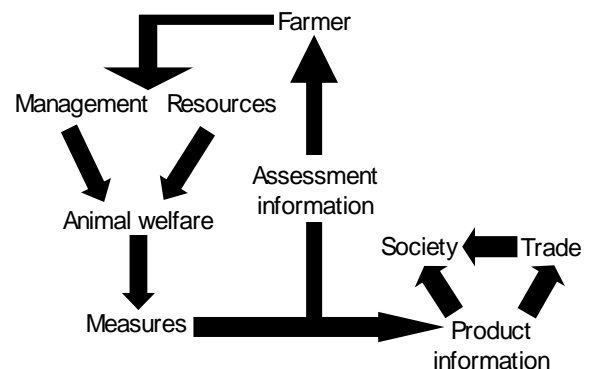 Farmer
Management Resources
Assessment
information
Animal welfare
Society Trade
Measures
Product
information